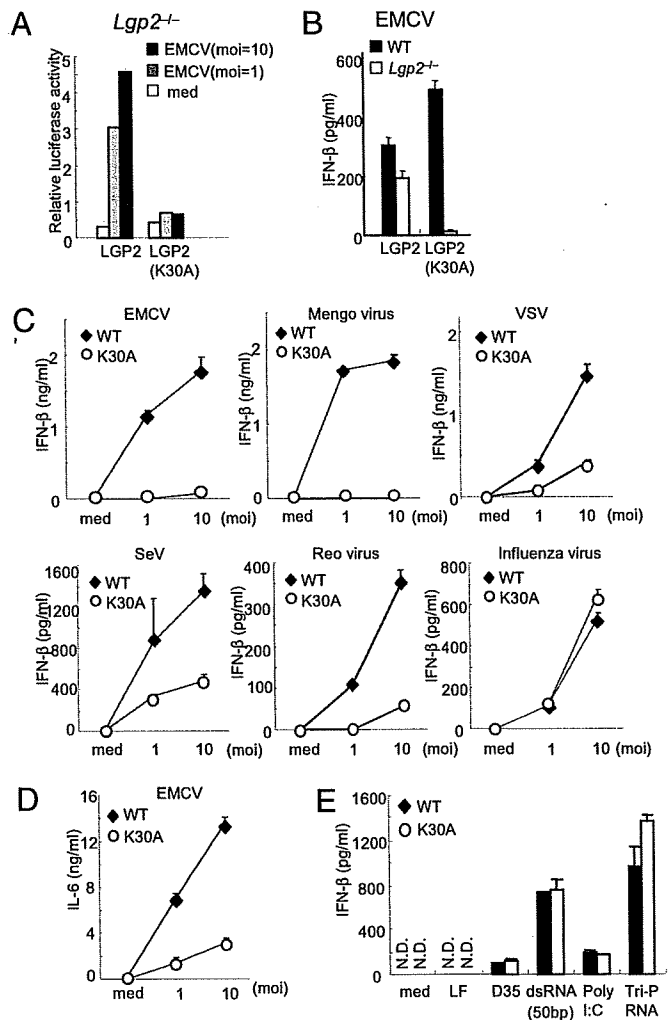 A
Lgp2–/–
EMCV(moi=10)
EMCV(moi=1)
med
Relative luciferase activity
5
4
3
2
1
0
LGP2
LGP2
(K30A)
B
EMCV
WT
Lgp2–/–
IFN-β (pg/ml)
600
400
200
0
LGP2
LGP2
(K30A)
C
EMCV
WT
K30A
IFN-β (ng/ml)
2
1
0
med 1 10 (moi)
Mengo virus
WT
K30A
IFN-β (ng/ml)
2
1
0
med 1 10 (moi)
VSV
WT
K30A
IFN-β (ng/ml)
2
1
0
med 1 10 (moi)
SeV
WT
K30A
IFN-β (pg/ml)
1600
1200
800
400
0
med 1 10 (moi)
Reo virus
WT
K30A
IFN-β (pg/ml)
400
300
200
100
0
med 1 10 (moi)
Influenza virus
WT
K30A
IFN-β (pg/ml)
800
600
400
200
0
med 1 10 (moi)
D
EMCV
WT
K30A
IL-6 (ng/ml)
16
12
8
4
0
med 1 10 (moi)
E
WT
K30A
IFN-β (pg/ml)
1600
1200
800
400
0
N.D.
N.D.
N.D.
N.D.
med LF D35 dsRNA Poly Tri-P
(50bp) I:C RNA